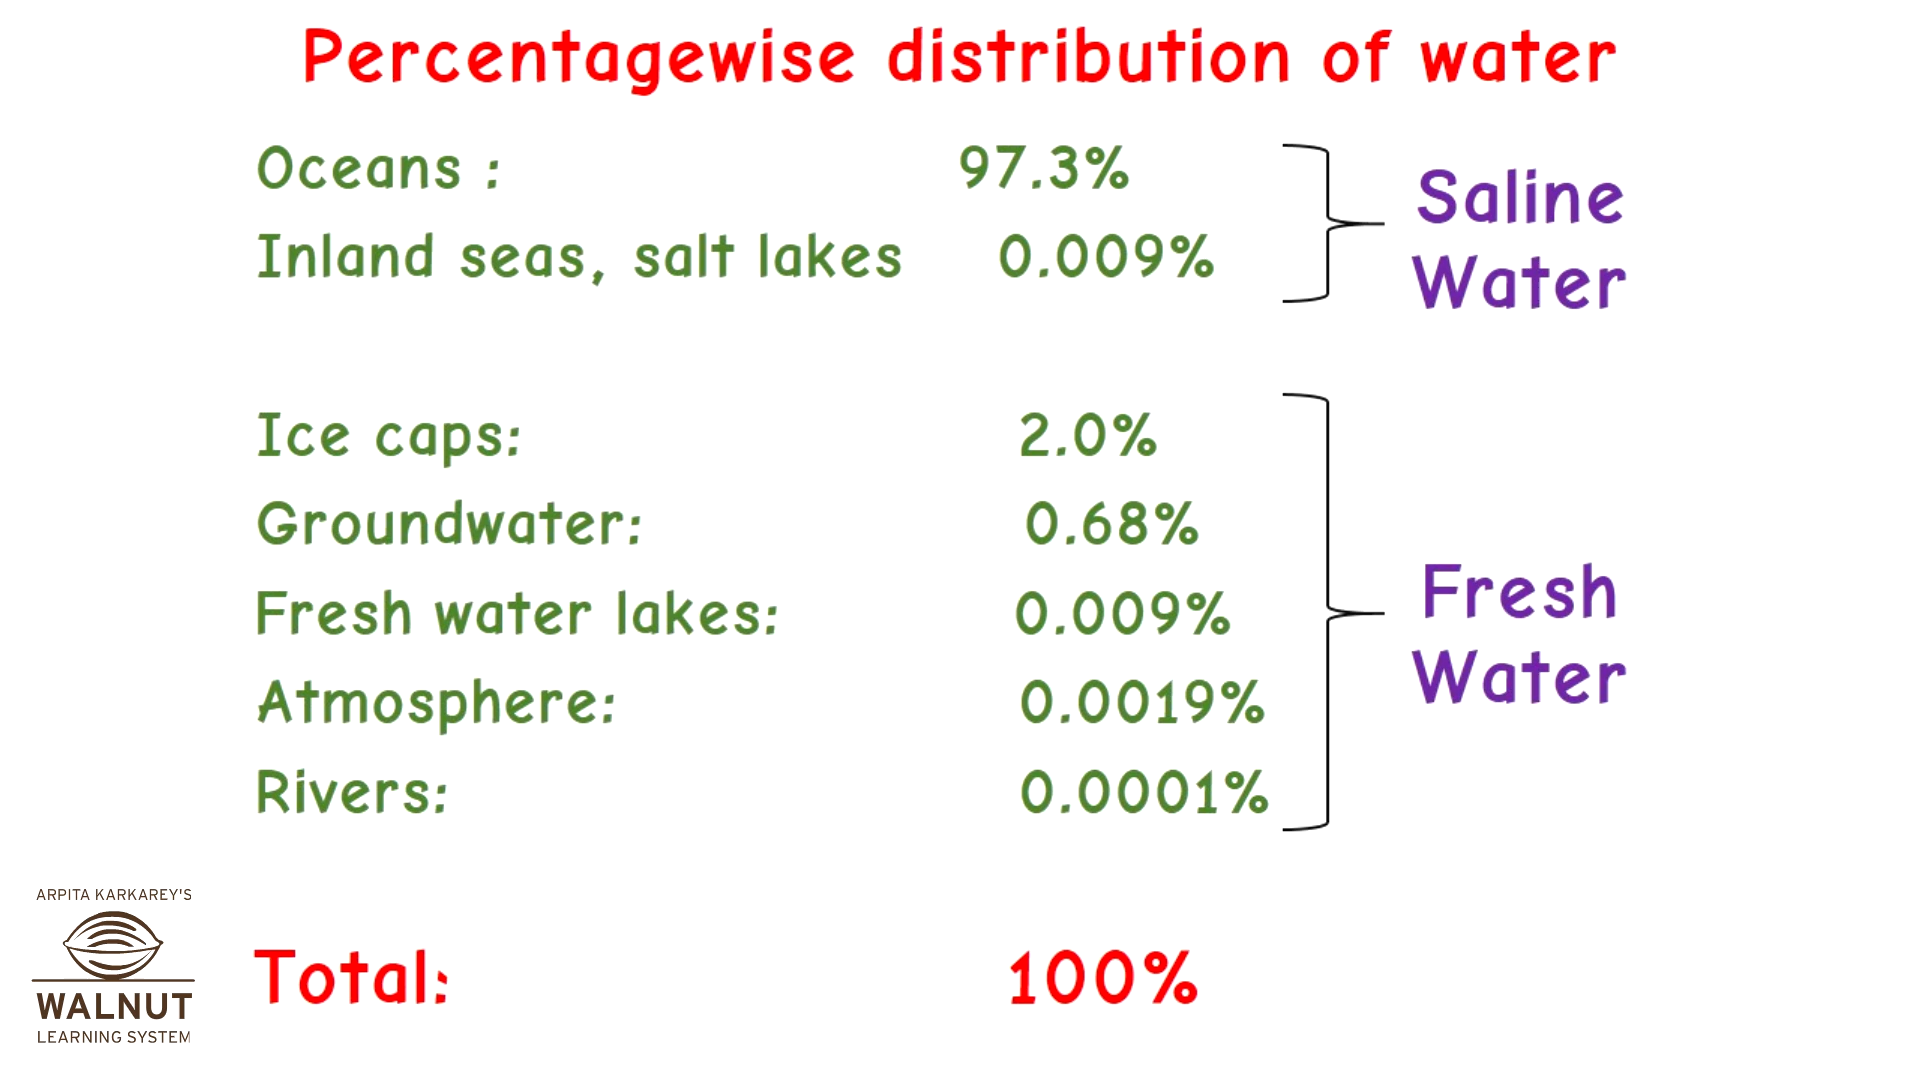 Percentagewise distribution of water
Oceans : 97.3%
Inland seas, salt lakes 0.009%
Saline
Water
Ice caps: 2.0%
Groundwater: 0.68%
Fresh water lakes: 0.009%
Atmosphere: 0.0019%
Rivers: 0.0001%
Fresh
Water
Total: 100%
ARPITA KARKAREY'S
WALNUT
LEARNING SYSTEM